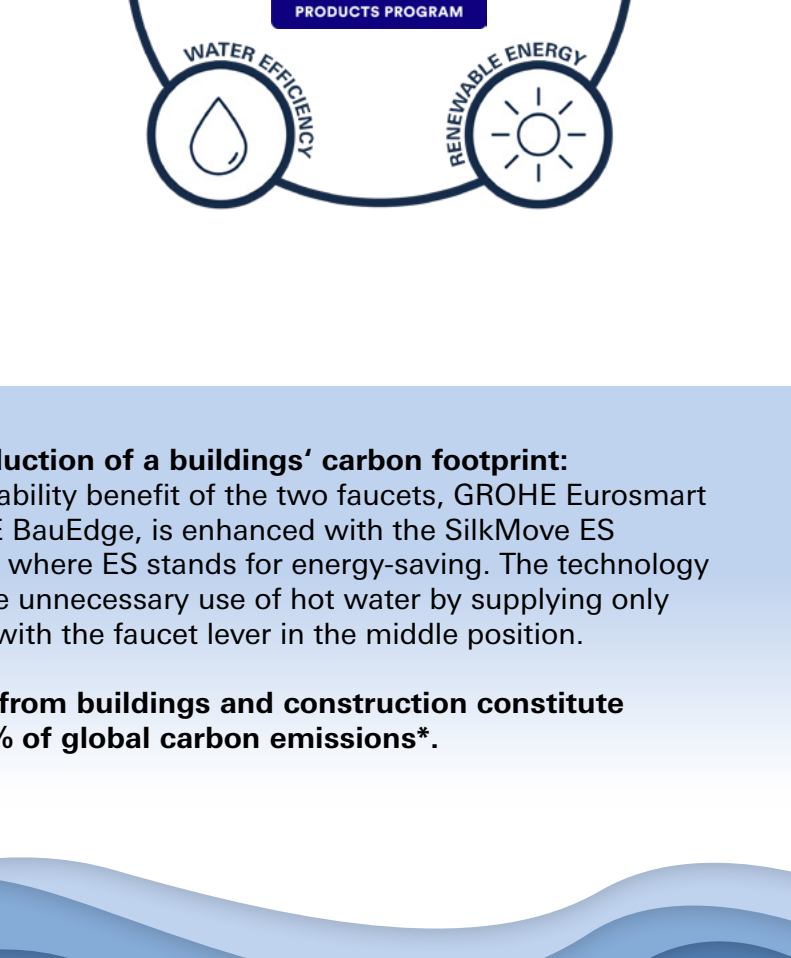 PRODUCTS PROGRAM
WATER EFFICIENCY
RENEWABLE ENERGY
of a buildings‘ carbon footprint:
benefit of the two faucets, GROHE Eurosmart
BauEdge, is enhanced with the SilkMove ES
where ES stands for energy-saving. The technology
unnecessary use of hot water by supplying only
with the faucet lever in the middle position.
from buildings and construction constitute
% of global carbon emissions*.